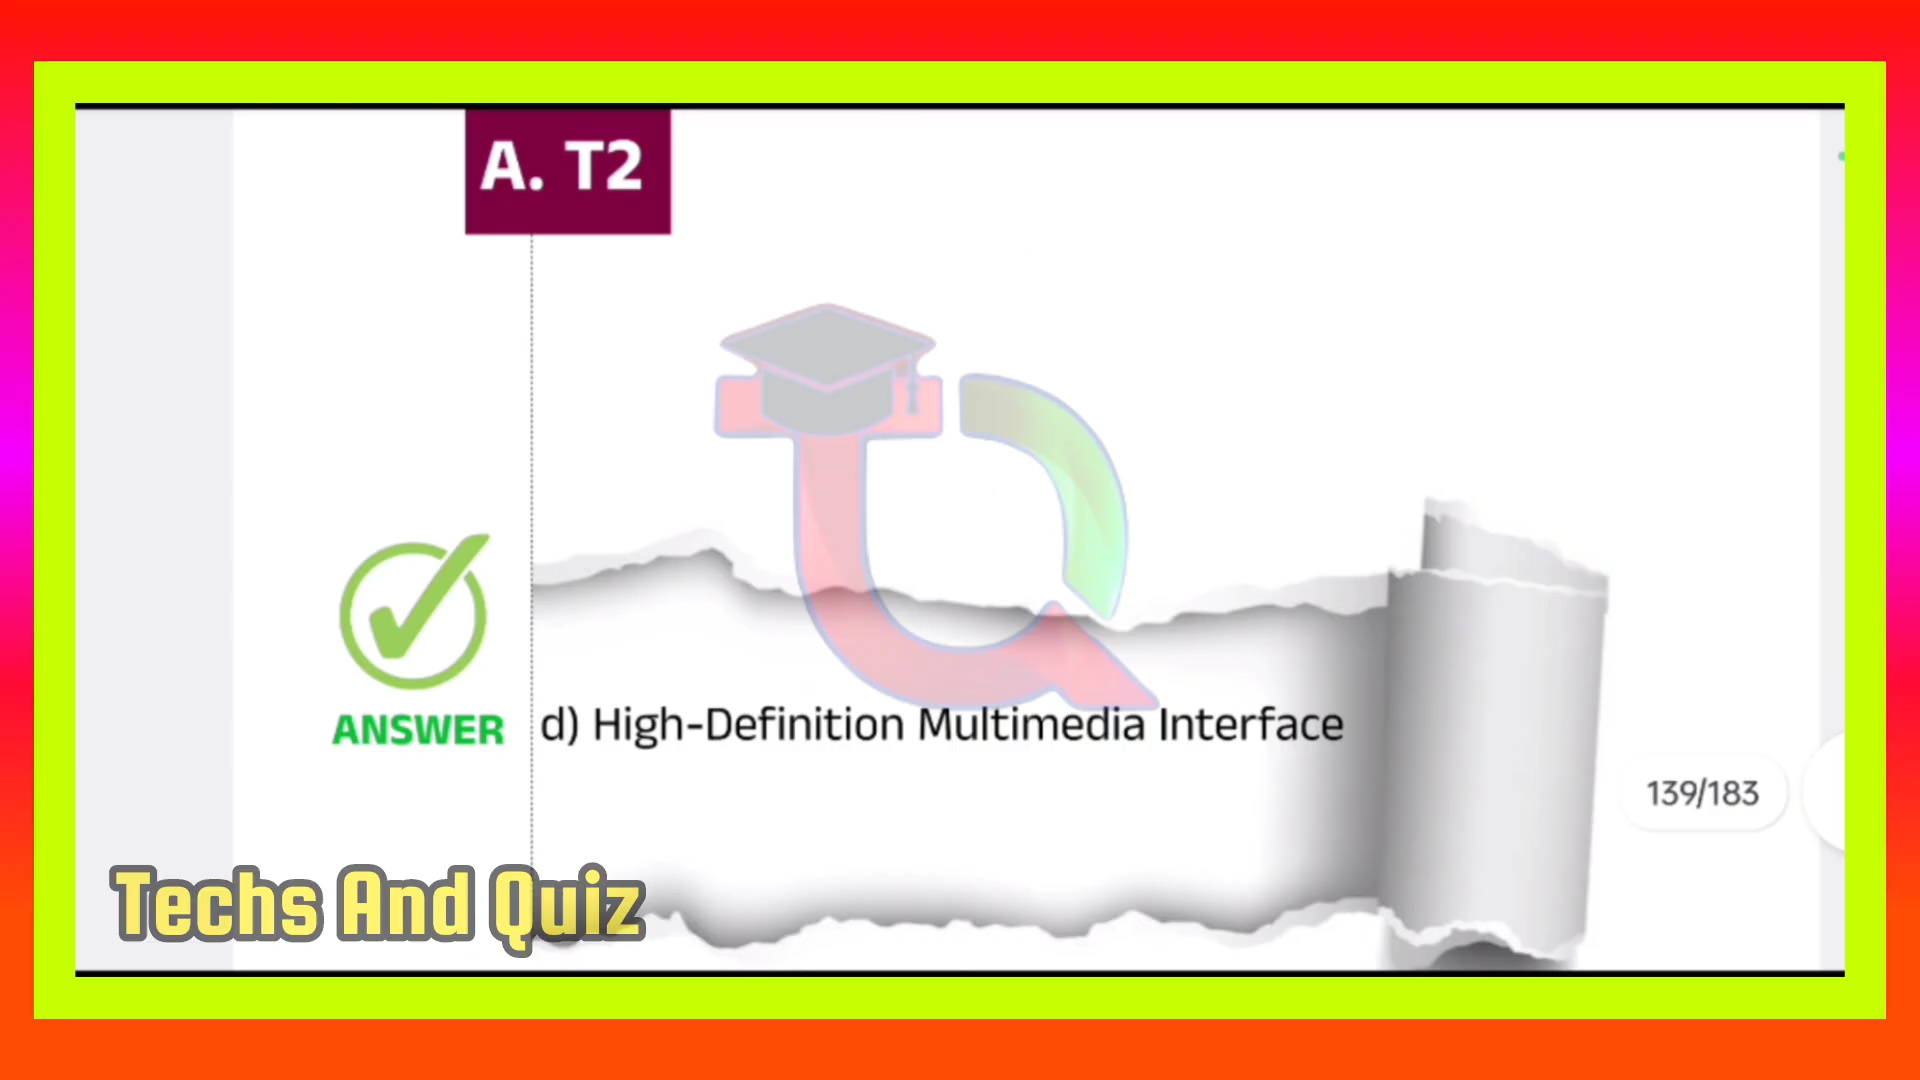 A. T2
ANSWER d) High-Definition Multimedia Interface
139/183
Techs And Quiz